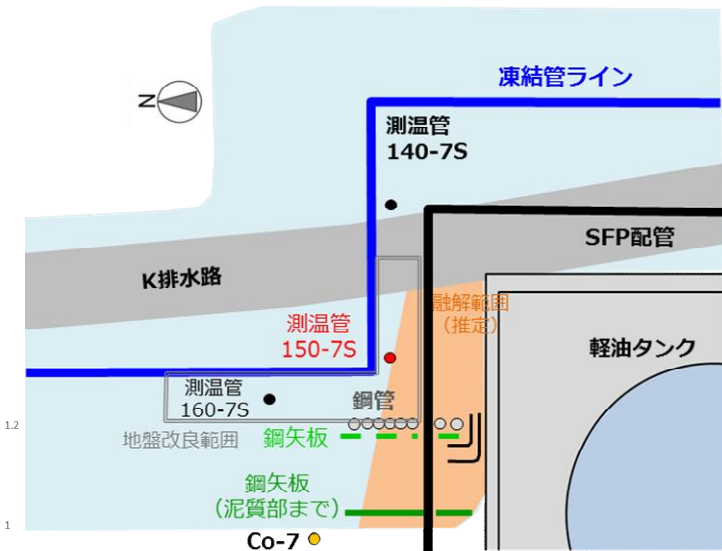 凍結管ライン
N
測温管
140-7S
SFP配管
K排水路
融解範囲
(推定)
測温管
150-7S
軽油タンク
測温管
160-7S
鋼管
1.2
地盤改良範囲
鋼矢板
鋼矢板
(泥質部まで)
1
Co-7